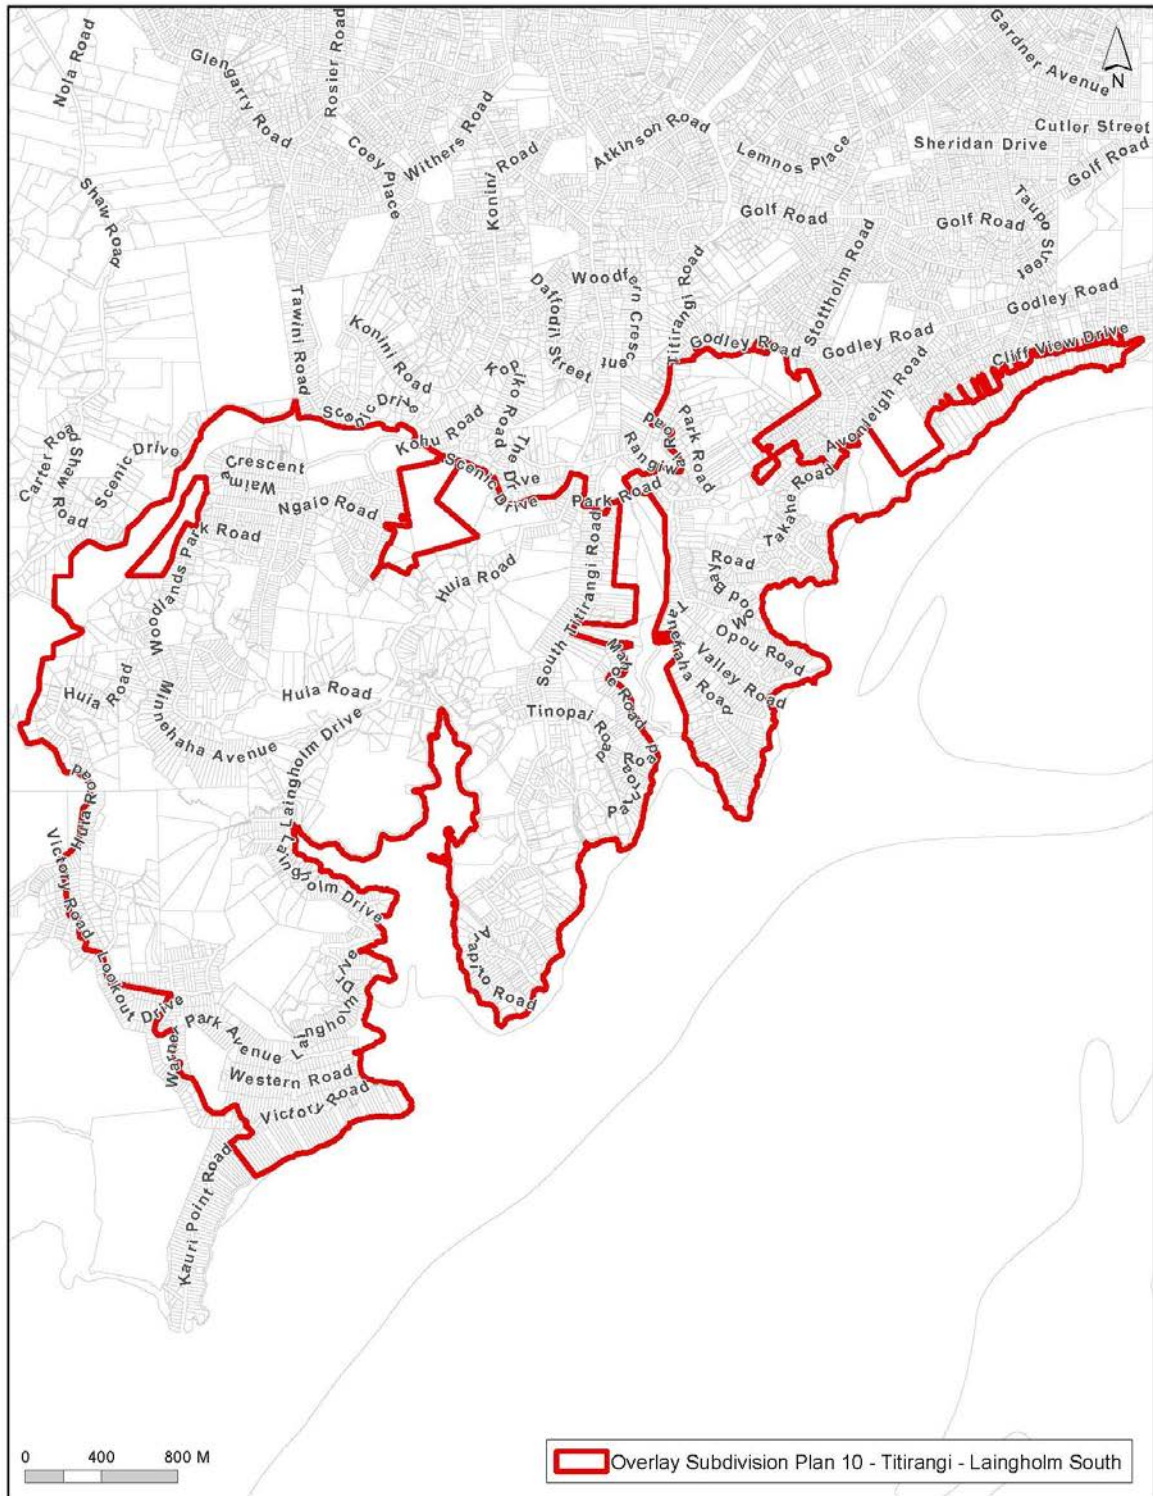 Nola Road
Glengarry Road
Rosier Road
Gardner Avenue
N
Coey Place
Withers Road
Konini Road
Atkinson Road
Lemnos Place
Sheridan Drive
Cutler Street
Golf Road
Shaw Road
Golf Road
Golf Road
Taupo Street
Tawini Road
Konini Road
Daffodil Street
Woodfern Crescent
Titirangi Road
Stottholm Road
Godley Road
Godley Road
Godley Road
Cliff View Drive
Scenic Drive
Kopiko Road
Kohu Road
The Drive
Scenic Drive
Rangiwai Road
Park Road
Avonleigh Road
Carter Road
Shaw Road
Scenic Drive
Waima Crescent
Ngaio Road
Park Road
Takahe Road
Woodlands Park Road
Huia Road
South Titirangi Road
Wood Bay Road
Tanekaha Road
Opou Road
Valley Road
Mahoe Road
Huia Road
Minnehaha Avenue
Huia Road
Laingholm Drive
Tinopai Road
Paturoa Road
Huia Road
Victory Road
Laingholm Drive
Arapito Road
Lookout Drive
Laingholm Drive
Warner Park Avenue
Western Road
Victory Road
Kauri Point Road
0 400 800 M
Overlay Subdivision Plan 10 - Titirangi - Laingholm South